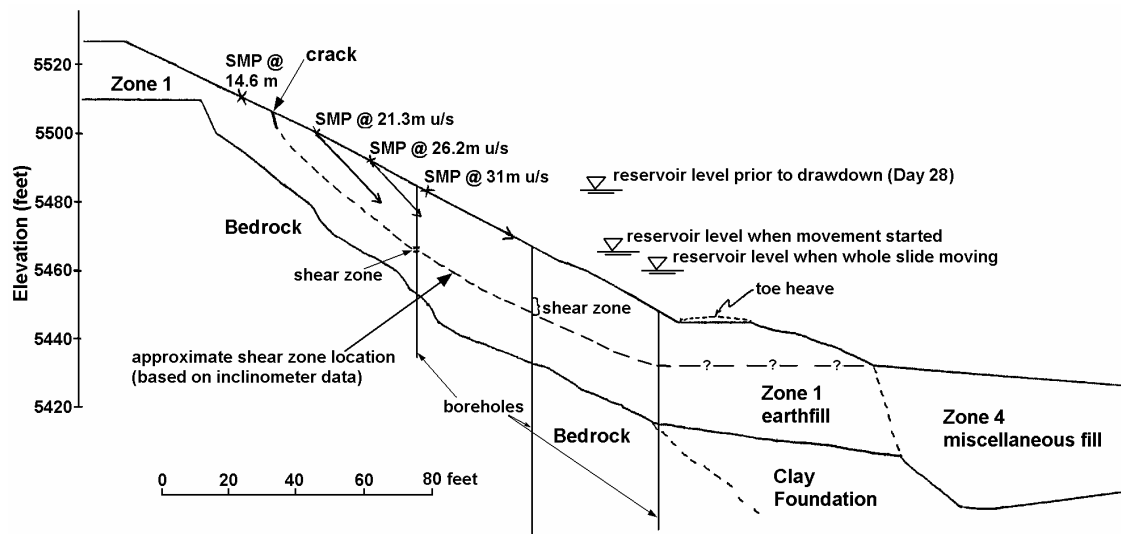 5520
5500
5480
5460
5440
5420
Elevation (feet)
Zone 1
SMP @
14.6 m
crack
SMP @ 21.3m u/s
SMP @ 26.2m u/s
SMP @ 31m u/s
reservoir level prior to drawdown (Day 28)
reservoir level when movement started
reservoir level when whole slide moving
Bedrock
shear zone
shear zone
toe heave
approximate shear zone location
(based on inclinometer data)
? ? ?
boreholes
Bedrock
Zone 1
earthfill
Zone 4
miscellaneous fill
Clay
Foundation
0 20 40 60 80 feet